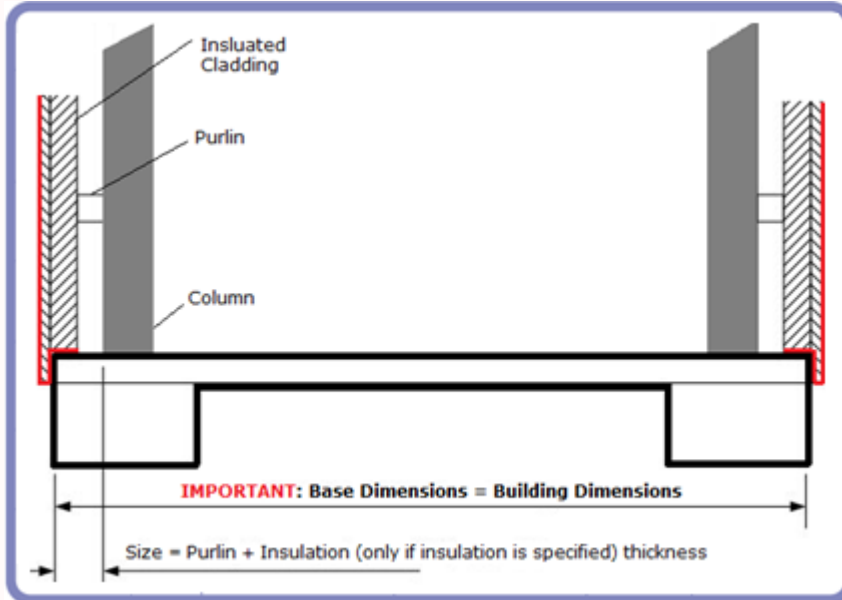 Insluated
Cladding
Purlin
Column
IMPORTANT: Base Dimensions = Building Dimensions
Size = Purlin + Insulation (only if insulation is specified) thickness